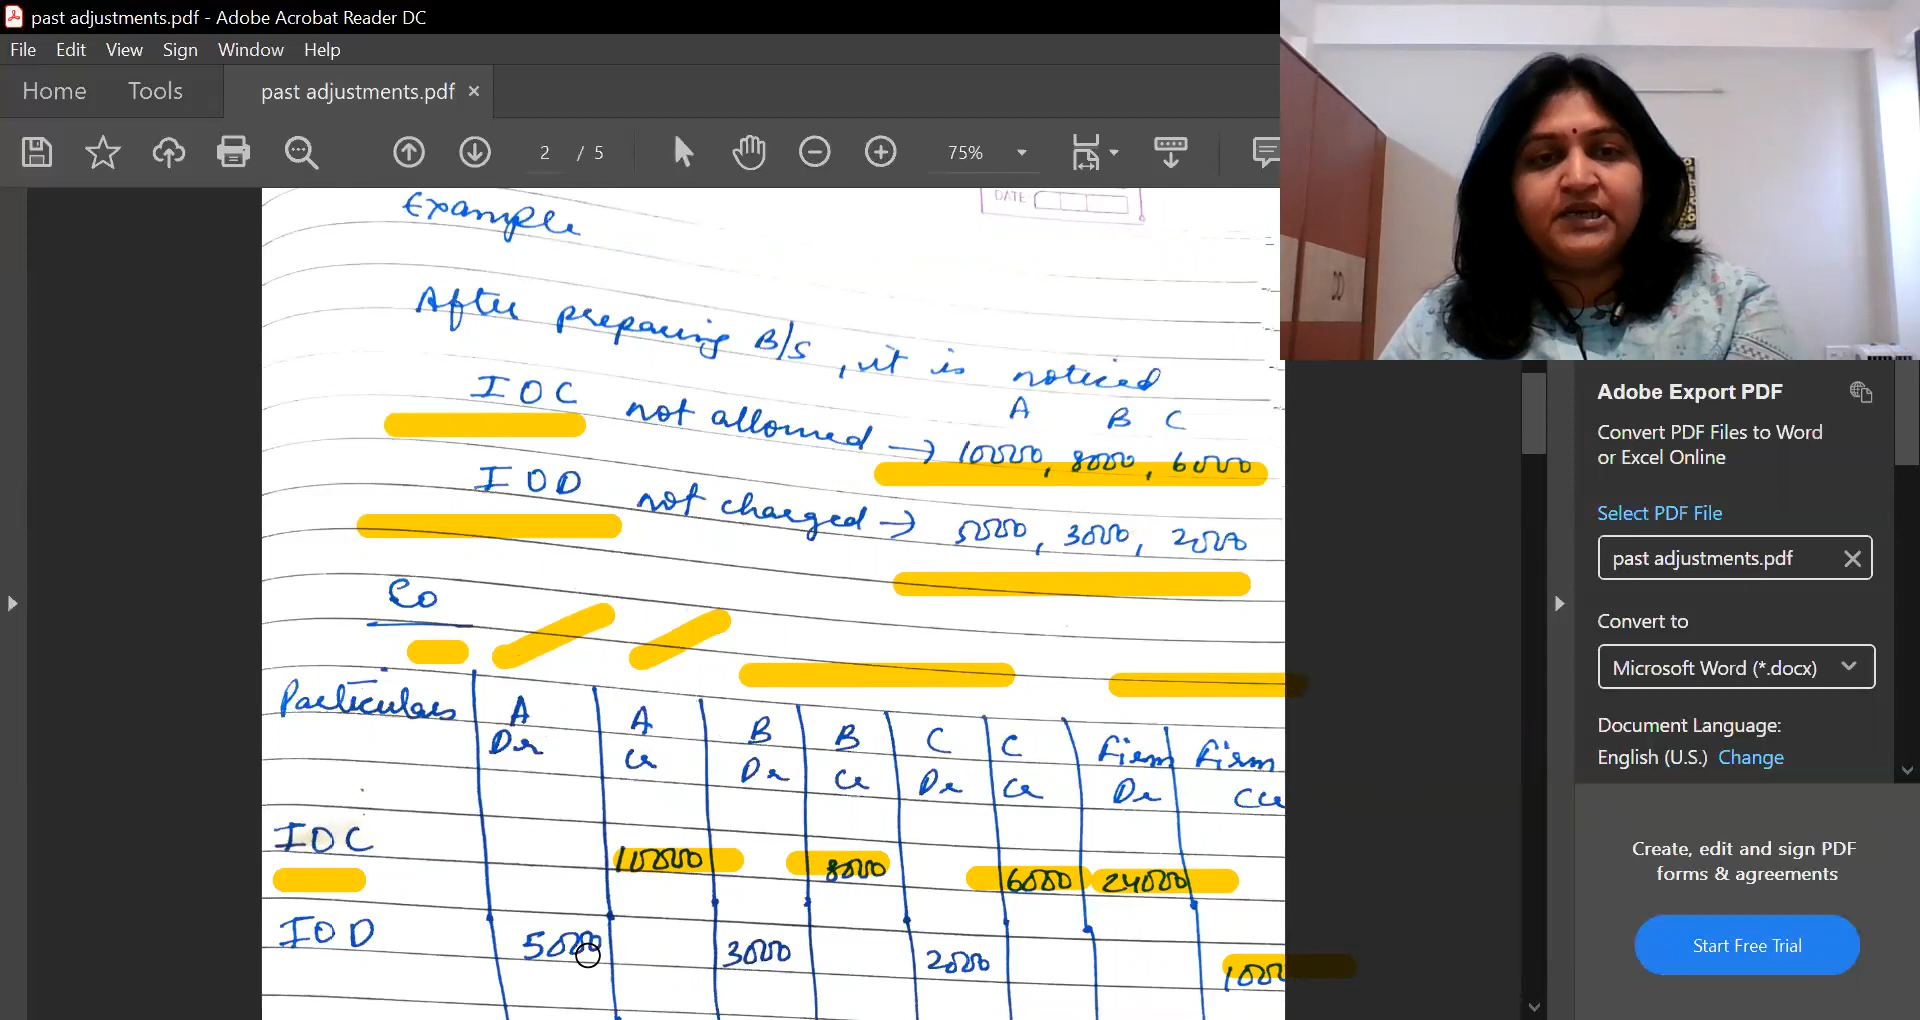 past adjustments.pdf - Adobe Acrobat Reader DC
File Edit View Sign Window Help
Home Tools past adjustments.pdf ×
2 / 5 75%
DATE
Example
After preparing B/S, it is noticed
A B C
IOC not allowed → 10000, 8000, 6000
IOD not charged → 5000, 3000, 2000
Particulars A Dr A Cr B Dr B Cr C Dr C Cr Firm Dr Firm Cr
IOC 10000 8000 6000 24000
IOD 5000 3000 2000 1000
Adobe Export PDF
Convert PDF Files to Word
or Excel Online
Select PDF File
past adjustments.pdf
Convert to
Microsoft Word (*.docx)
Document Language:
English (U.S.) Change
Create, edit and sign PDF
forms & agreements
Start Free Trial